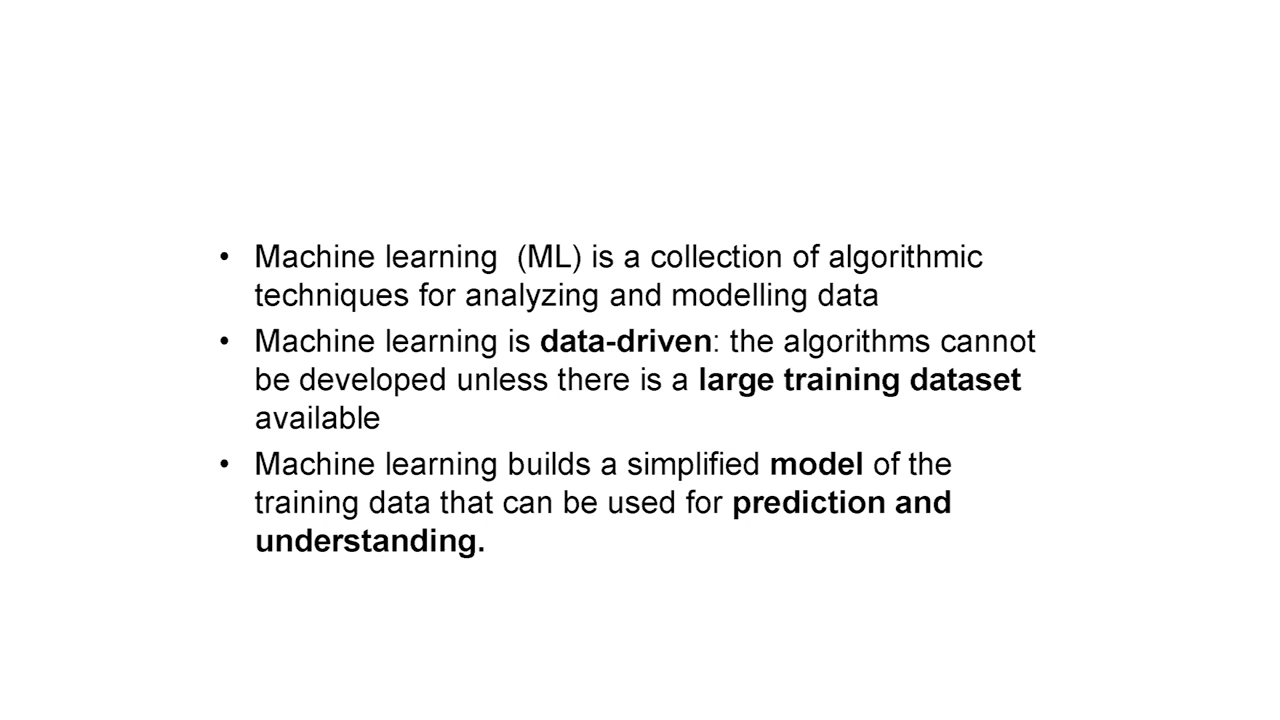 • Machine learning  (ML) is a collection of algorithmic
techniques for analyzing and modelling data
• Machine learning is data-driven: the algorithms cannot
be developed unless there is a large training dataset
available
• Machine learning builds a simplified model of the
training data that can be used for prediction and
understanding.